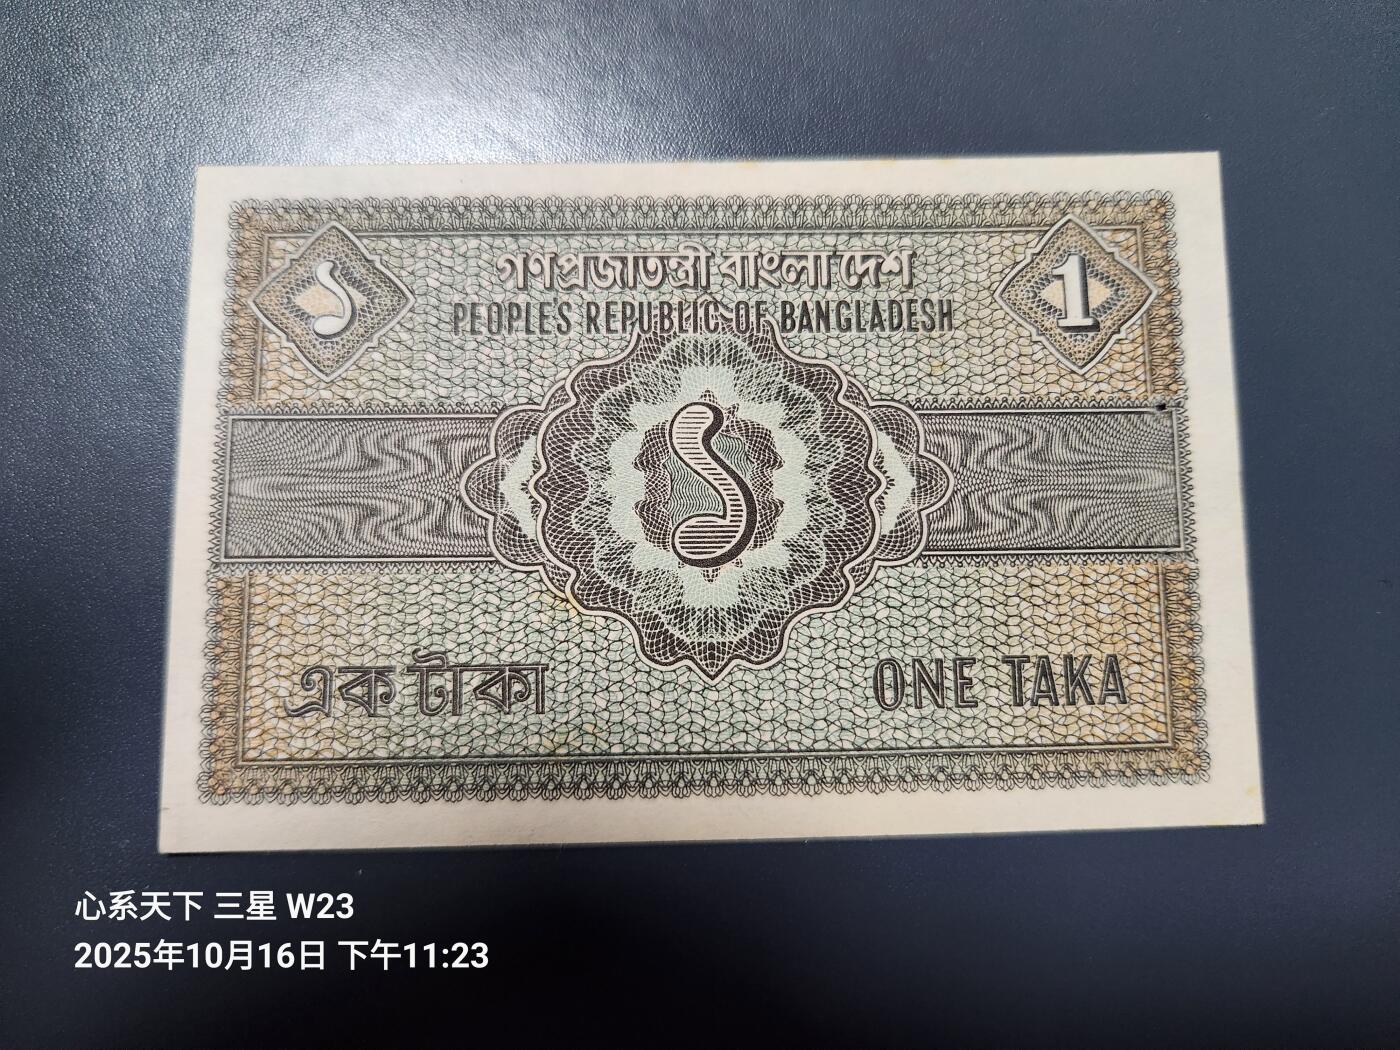 ১
1
গণপ্রজাতন্ত্রী বাংলাদেশ
PEOPLE'S REPUBLIC OF BANGLADESH
১
এক টাকা
ONE TAKA
心系天下 三星 W23
2025年10月16日 下午11:23